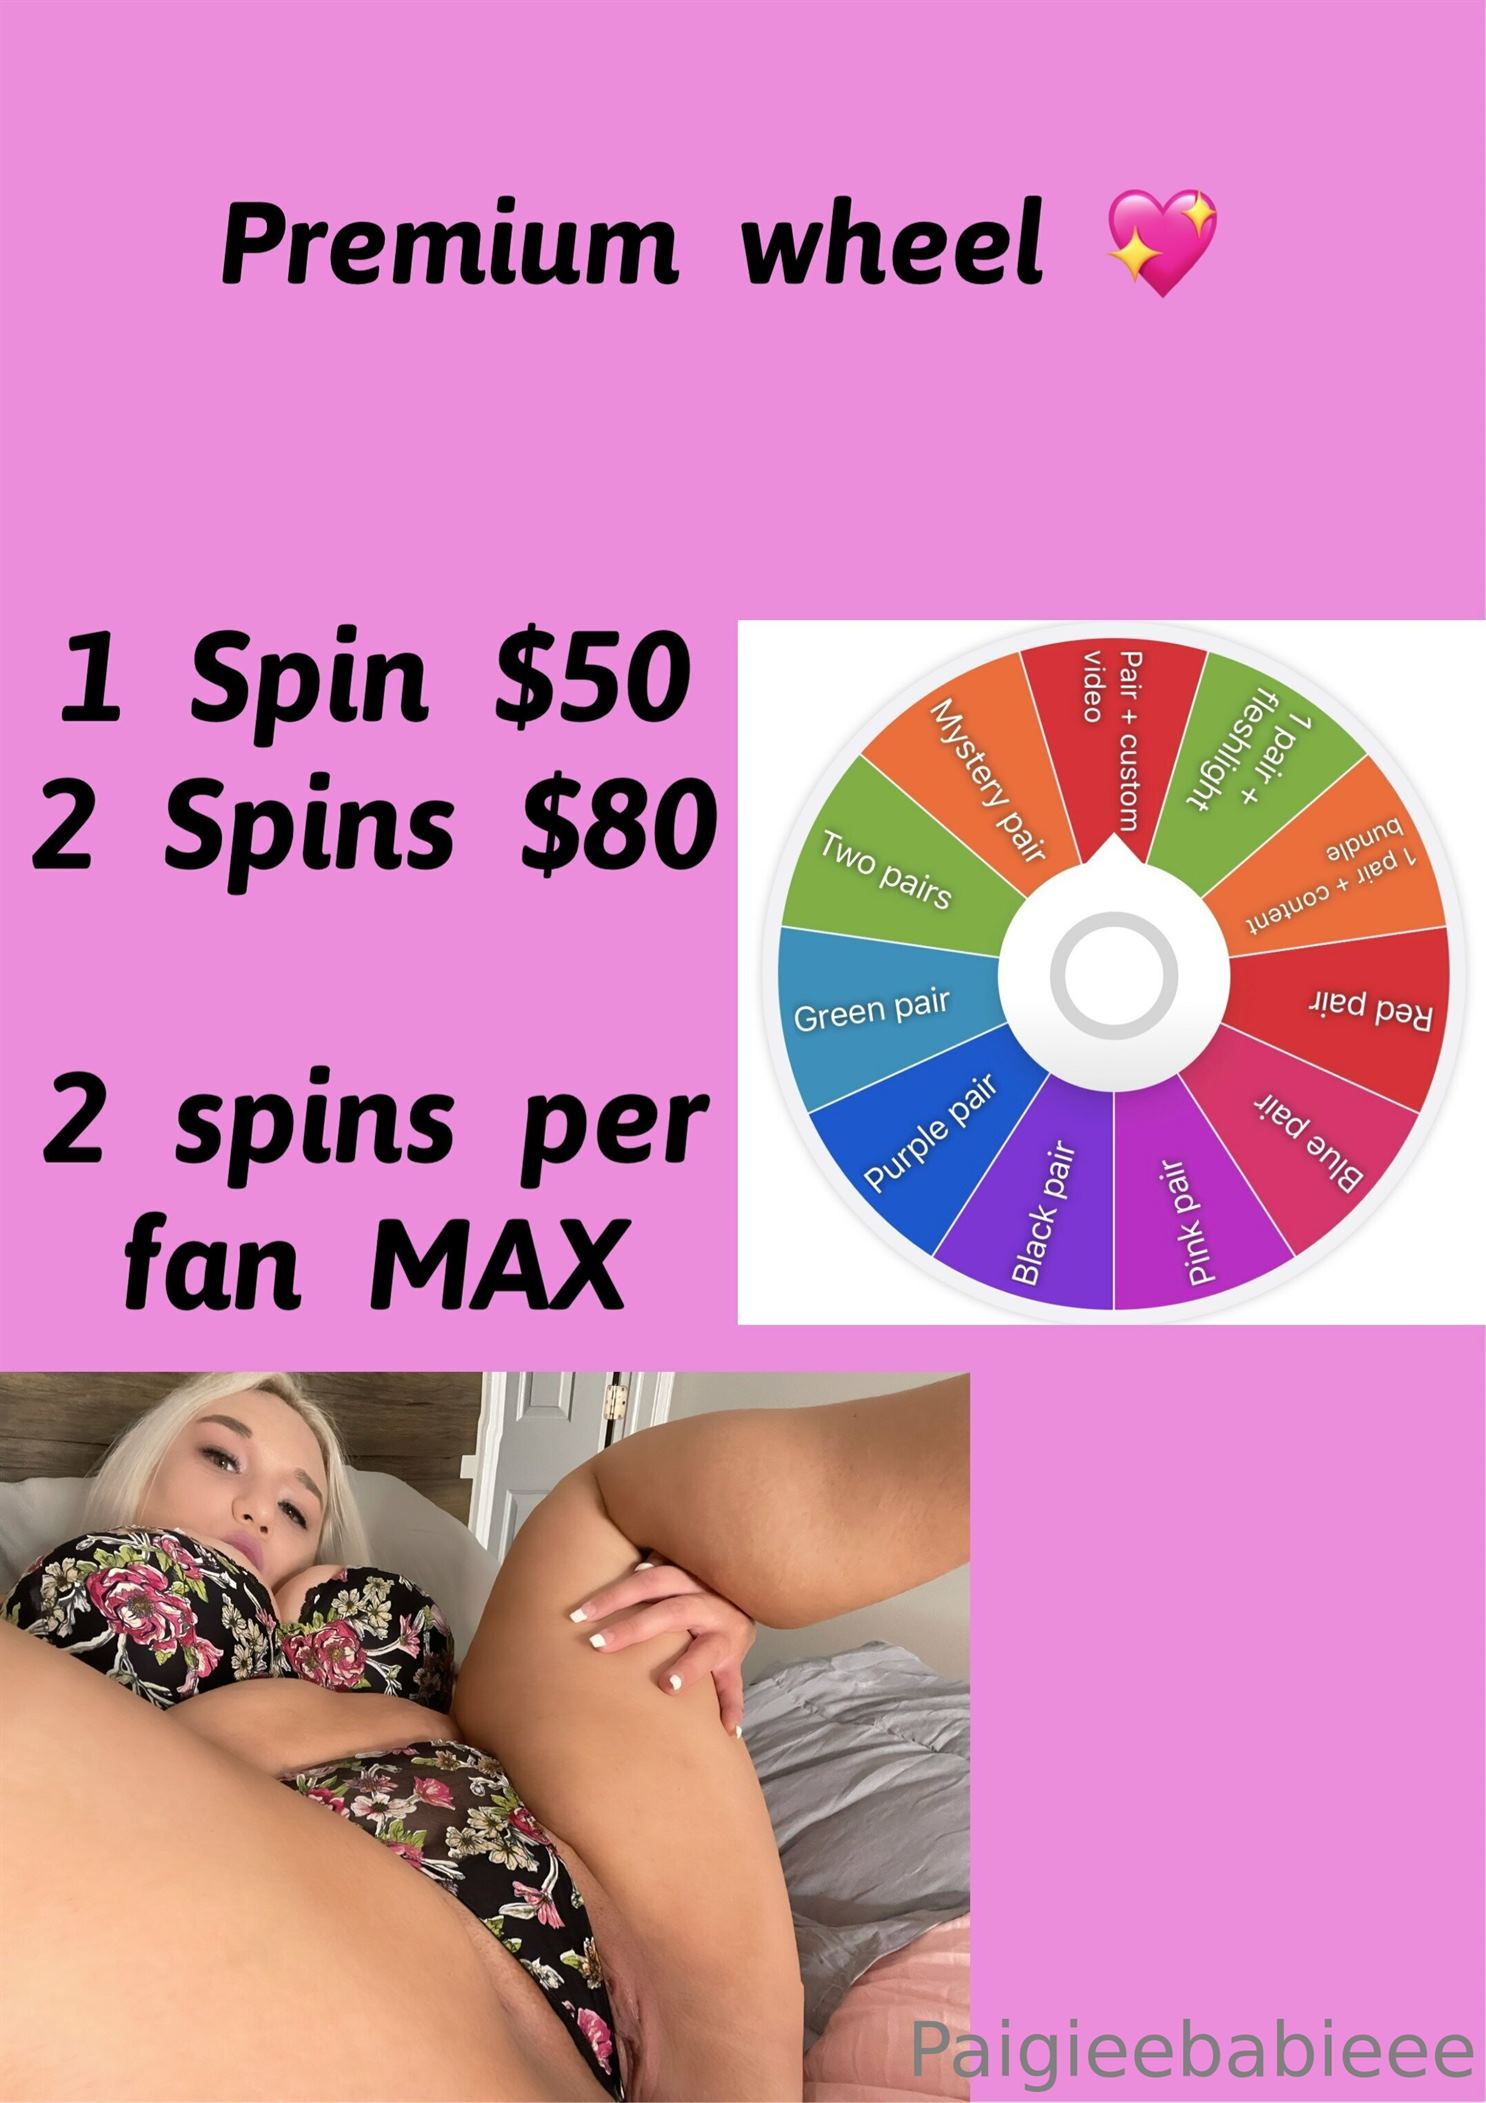 Premium wheel 💖
1 Spin $50
2 Spins $80
2 spins per
fan MAX
Pair + custom
video
1 pair +
fleshlight
1 pair + content
bundle
Red pair
Blue pair
Pink pair
Black pair
Purple pair
Green pair
Two pairs
Mystery pair
Paigieebabieee